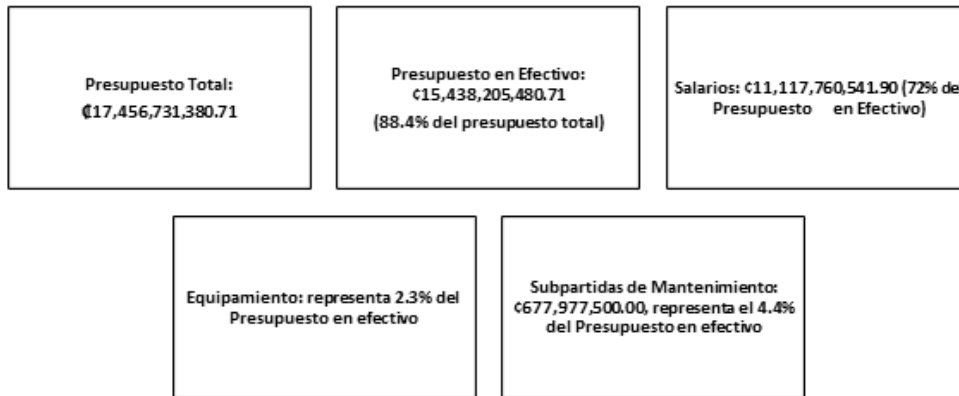 Presupuesto Total:
₡17,456,731,380.71
Presupuesto en Efectivo:
¢15,438,205,480.71
(88.4% del presupuesto total)
Salarios: ¢11,117,760,541.90 (72% de
Presupuesto en Efectivo)
Equipamiento: representa 2.3% del
Presupuesto en efectivo
Subpartidas de Mantenimiento:
¢677,977,500.00, representa el 4.4%
del Presupuesto en efectivo